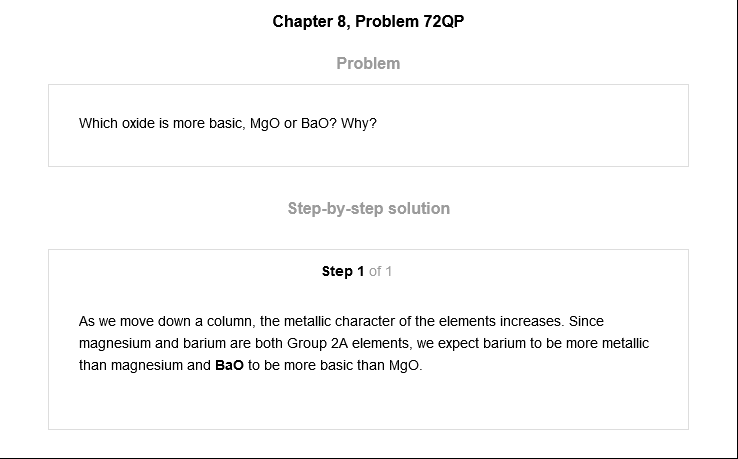 Chapter 8, Problem 72QP
Problem
Which oxide is more basic, MgO or BaO? Why?
Step-by-step solution
Step 1 of 1
As we move down a column, the metallic character of the elements increases. Since
magnesium and barium are both Group 2A elements, we expect barium to be more metallic
than magnesium and BaO to be more basic than MgO.